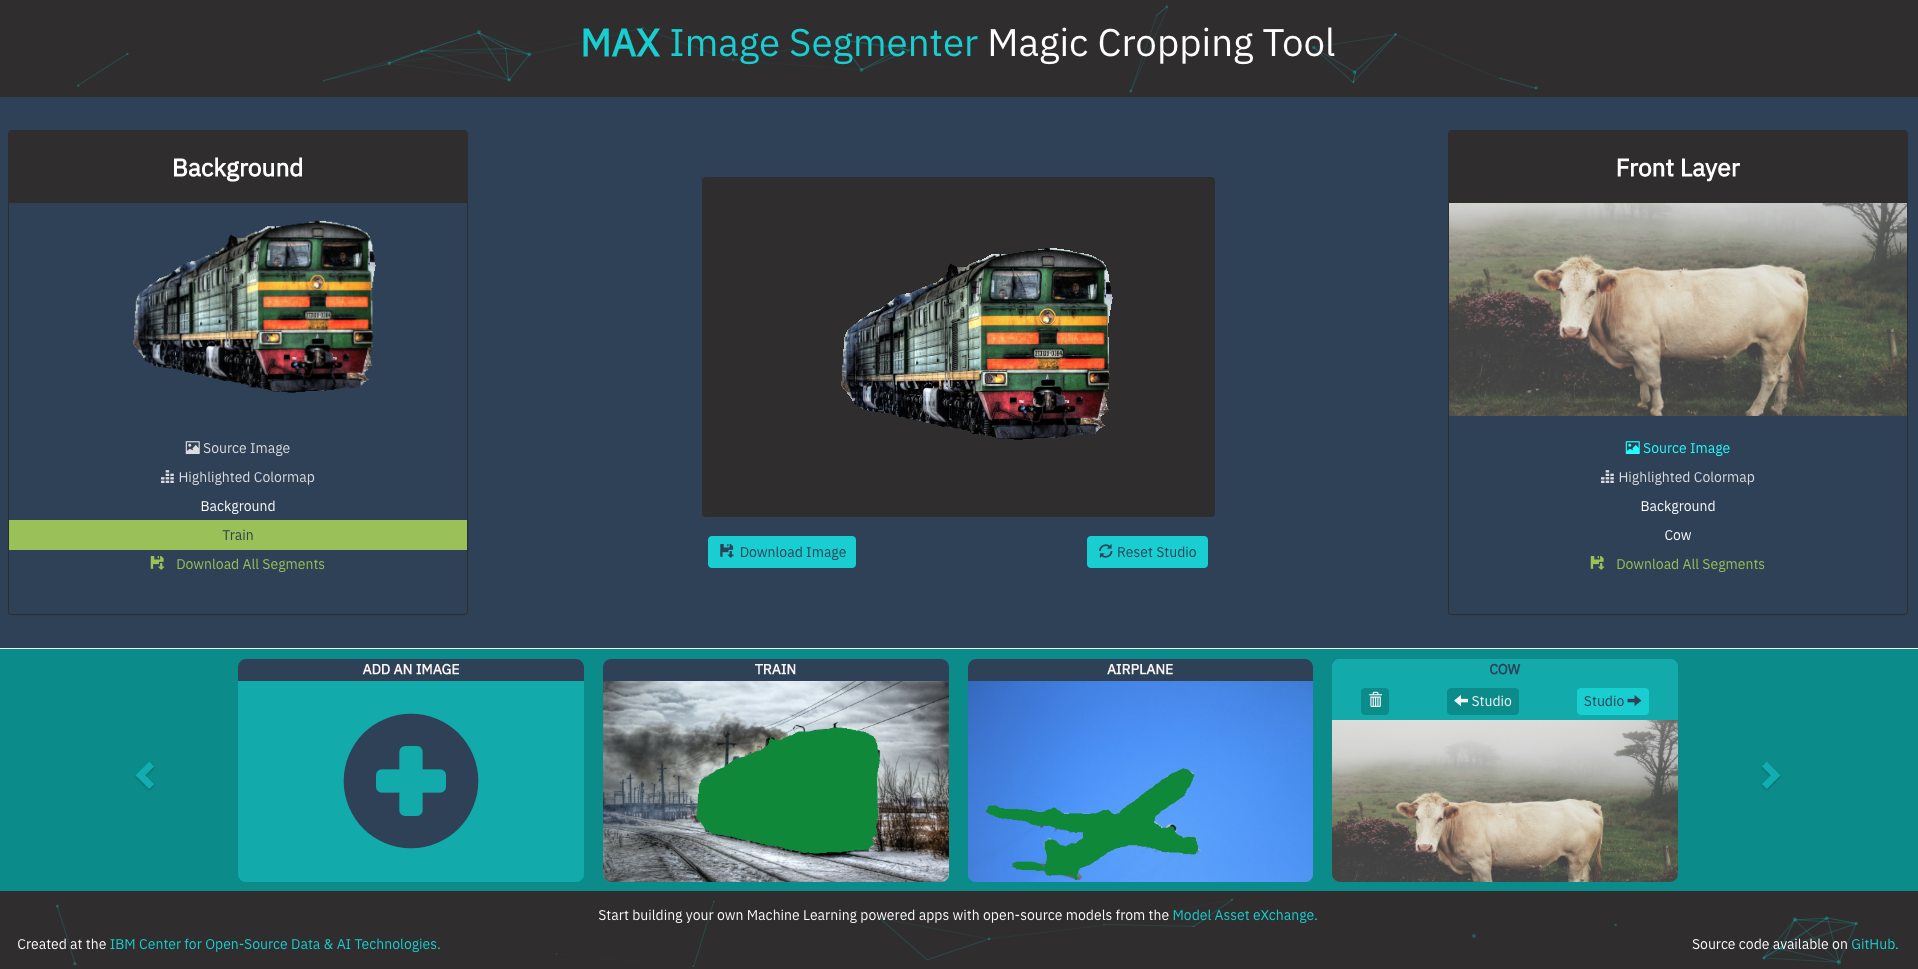 MAX Image Segmenter Magic Cropping Tool
Background
Source Image
Highlighted Colormap
Background
Train
Download All Segments
Download Image
Reset Studio
Front Layer
Source Image
Highlighted Colormap
Background
Cow
Download All Segments
ADD AN IMAGE
TRAIN
AIRPLANE
COW
Studio
Studio
Start building your own Machine Learning powered apps with open-source models from the Model Asset eXchange.
Created at the IBM Center for Open-Source Data & AI Technologies.
Source code available on GitHub.